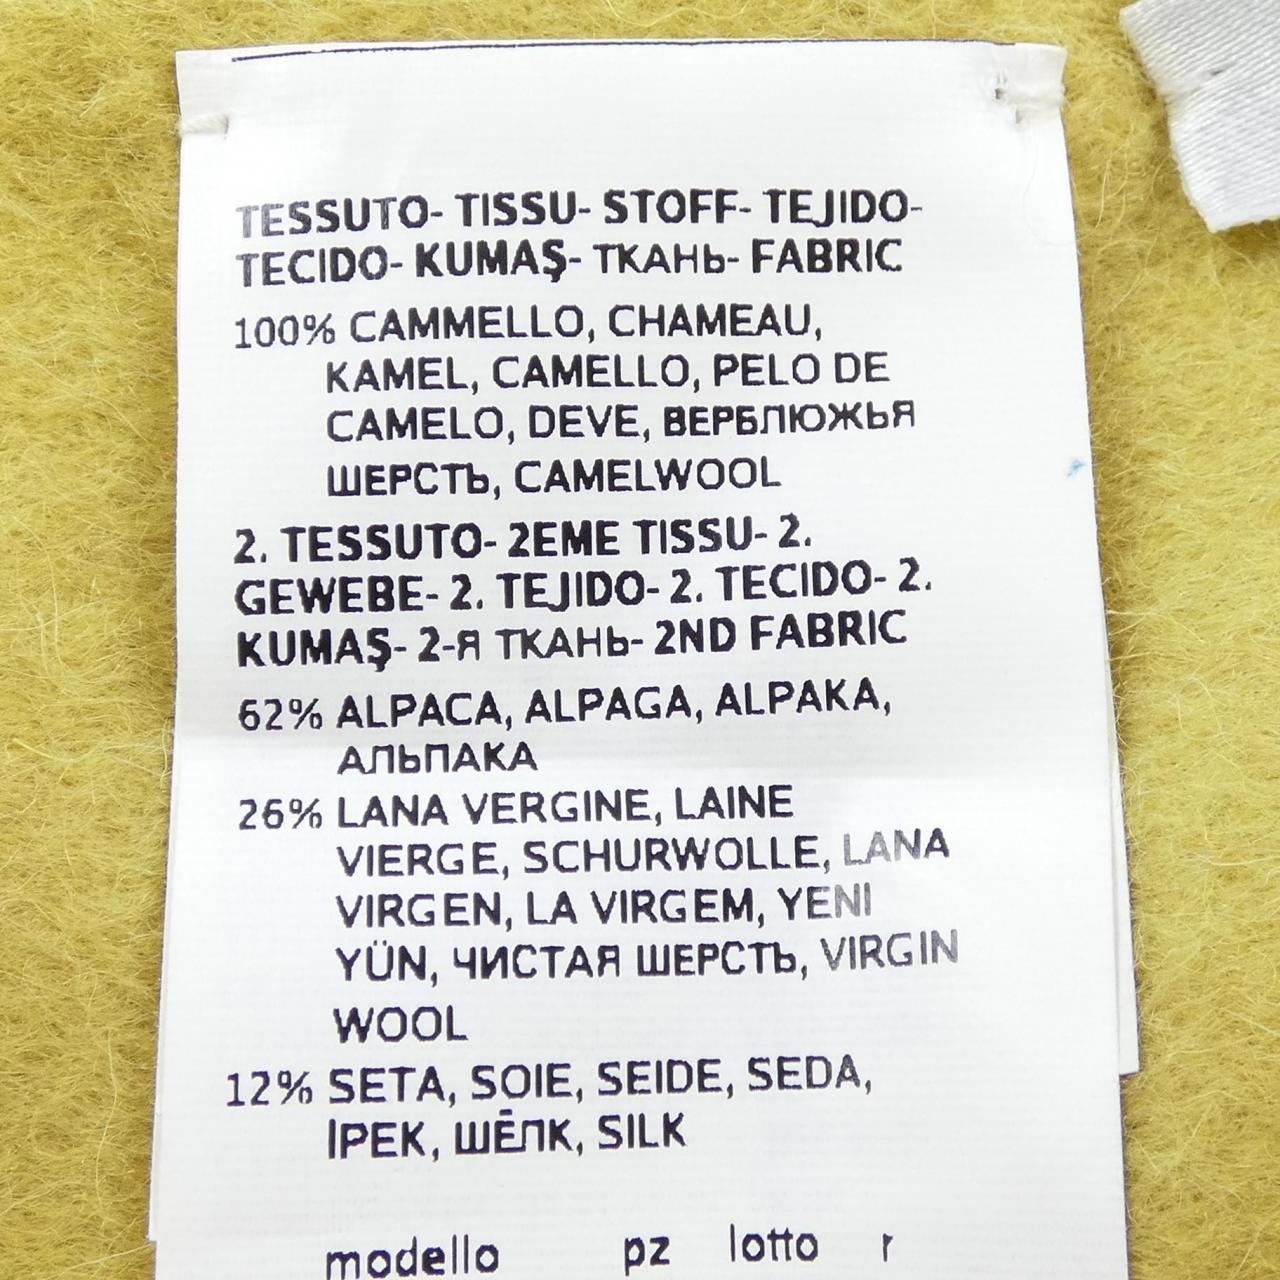 TESSUTO- TISSU- STOFF- TEJIDO-
TECIDO- KUMAŞ- ТКАНЬ- FABRIC
100% CAMMELLO, CHAMEAU,
KAMEL, CAMELLO, PELO DE
CAMELO, DEVE, ВЕРБЛЮЖЬЯ
ШЕРСТЬ, CAMELWOOL
2. TESSUTO- 2EME TISSU- 2.
GEWEBE- 2. TEJIDO- 2. TECIDO- 2.
KUMAŞ- 2-Я ТКАНЬ- 2ND FABRIC
62% ALPACA, ALPAGA, ALPAKA,
АЛЬПАКА
26% LANA VERGINE, LAINE
VIERGE, SCHURWOLLE, LANA
VIRGEN, LA VIRGEM, YENI
YÜN, ЧИСТАЯ ШЕРСТЬ, VIRGIN
WOOL
12% SETA, SOIE, SEIDE, SEDA,
İPEK, ШЁЛК, SILK
modello pz lotto r